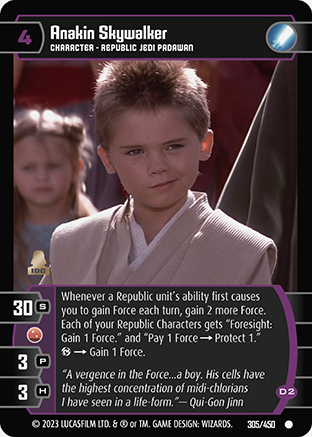 4
Anakin Skywalker
CHARACTER - REPUBLIC JEDI PADAWAN
100
30 S
3 P
3 H
Whenever a Republic unit's ability first causes
you to gain Force each turn, gain 2 more Force.
Each of your Republic Characters gets "Foresight:
Gain 1 Force." and "Pay 1 Force → Protect 1."
→ Gain 1 Force.
"A vergence in the Force...a boy. His cells have
the highest concentration of midi-chlorians
I have seen in a life-form."— Qui-Gon Jinn
D2
© 2023 LUCASFILM LTD. & ® or TM. GAME DESIGN: WIZARDS.
305/450